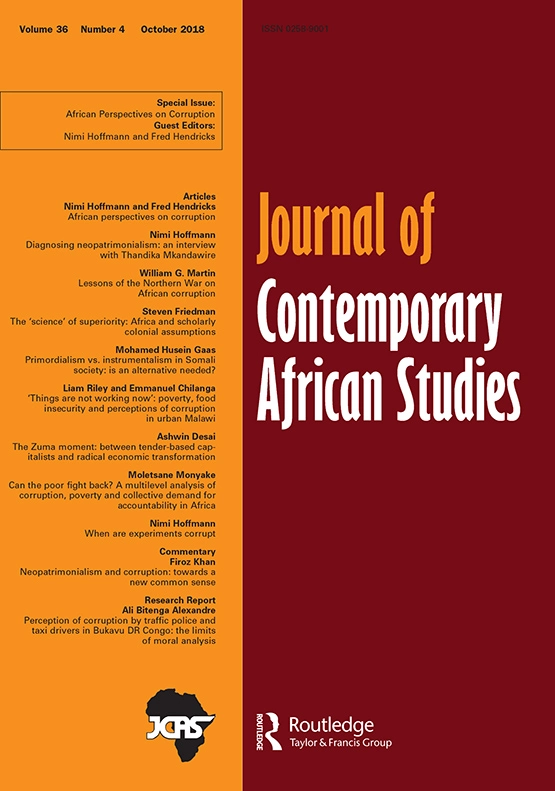 Volume 36 Number 4 October 2018
ISSN 0258-9001
Special Issue:
African Perspectives on Corruption
Guest Editors:
Nimi Hoffmann and Fred Hendricks
Articles
Nimi Hoffmann and Fred Hendricks
African perspectives on corruption
Nimi Hoffmann
Diagnosing neopatrimonialism: an interview
with Thandika Mkandawire
William G. Martin
Lessons of the Northern War on
African corruption
Steven Friedman
The ‘science’ of superiority: Africa and scholarly
colonial assumptions
Mohamed Husein Gaas
Primordialism vs. instrumentalism in Somali
society: is an alternative needed?
Liam Riley and Emmanuel Chilanga
‘Things are not working now’: poverty, food
insecurity and perceptions of corruption
in urban Malawi
Ashwin Desai
The Zuma moment: between tender-based cap-
italists and radical economic transformation
Moletsane Monyake
Can the poor fight back? A multilevel analysis of
corruption, poverty and collective demand for
accountability in Africa
Nimi Hoffmann
When are experiments corrupt
Commentary
Firoz Khan
Neopatrimonialism and corruption: towards a
new common sense
Research Report
Ali Bitenga Alexandre
Perception of corruption by traffic police and
taxi drivers in Bukavu DR Congo: the limits
of moral analysis
JCAS
Journal of
Contemporary
African Studies
ROUTLEDGE
Routledge
Taylor & Francis Group